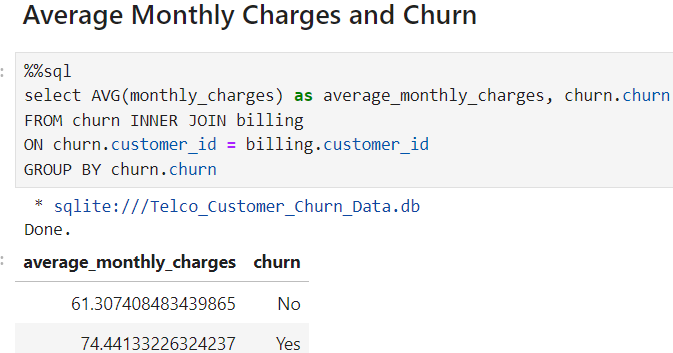 Average Monthly Charges and Churn
%%sql
select AVG(monthly_charges) as average_monthly_charges, churn.churn
FROM churn INNER JOIN billing
ON churn.customer_id = billing.customer_id
GROUP BY churn.churn
* sqlite:///Telco_Customer_Churn_Data.db
Done.
average_monthly_charges churn
61.307408483439865 No
74.44133226324237 Yes